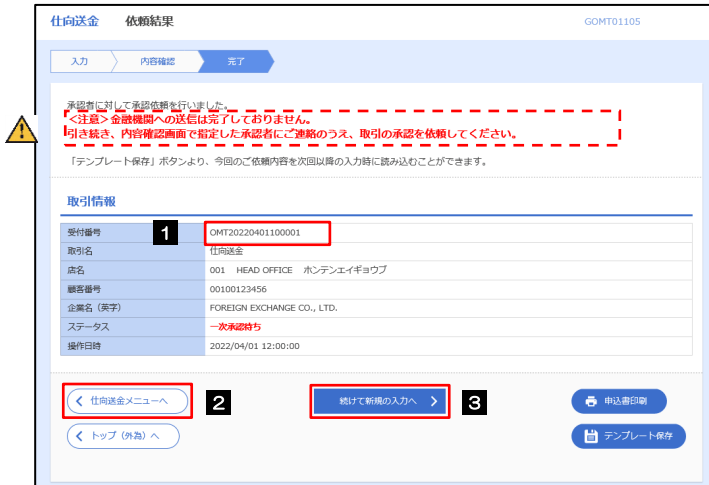 仕向送金 依頼結果 GOMT01105
入力 内容確認 完了
承認者に対して承認依頼を行いました。
＜注意＞金融機関への送信は完了しておりません。
引き続き、内容確認画面で指定した承認者にご連絡のうえ、取引の承認を依頼してください。
「テンプレート保存」ボタンより、今回のご依頼内容を次回以降の入力時に読み込むことができます。
取引情報
受付番号 1 OMT20220401100001
取引名 仕向送金
店名 001 HEAD OFFICE ホンテンエイギヨウブ
顧客番号 00100123456
企業名（英字） FOREIGN EXCHANGE CO., LTD.
ステータス 一次承認待ち
操作日時 2022/04/01 12:00:00
仕向送金メニューへ 2 続けて新規の入力へ 3 申込書印刷
トップ（外為）へ テンプレート保存